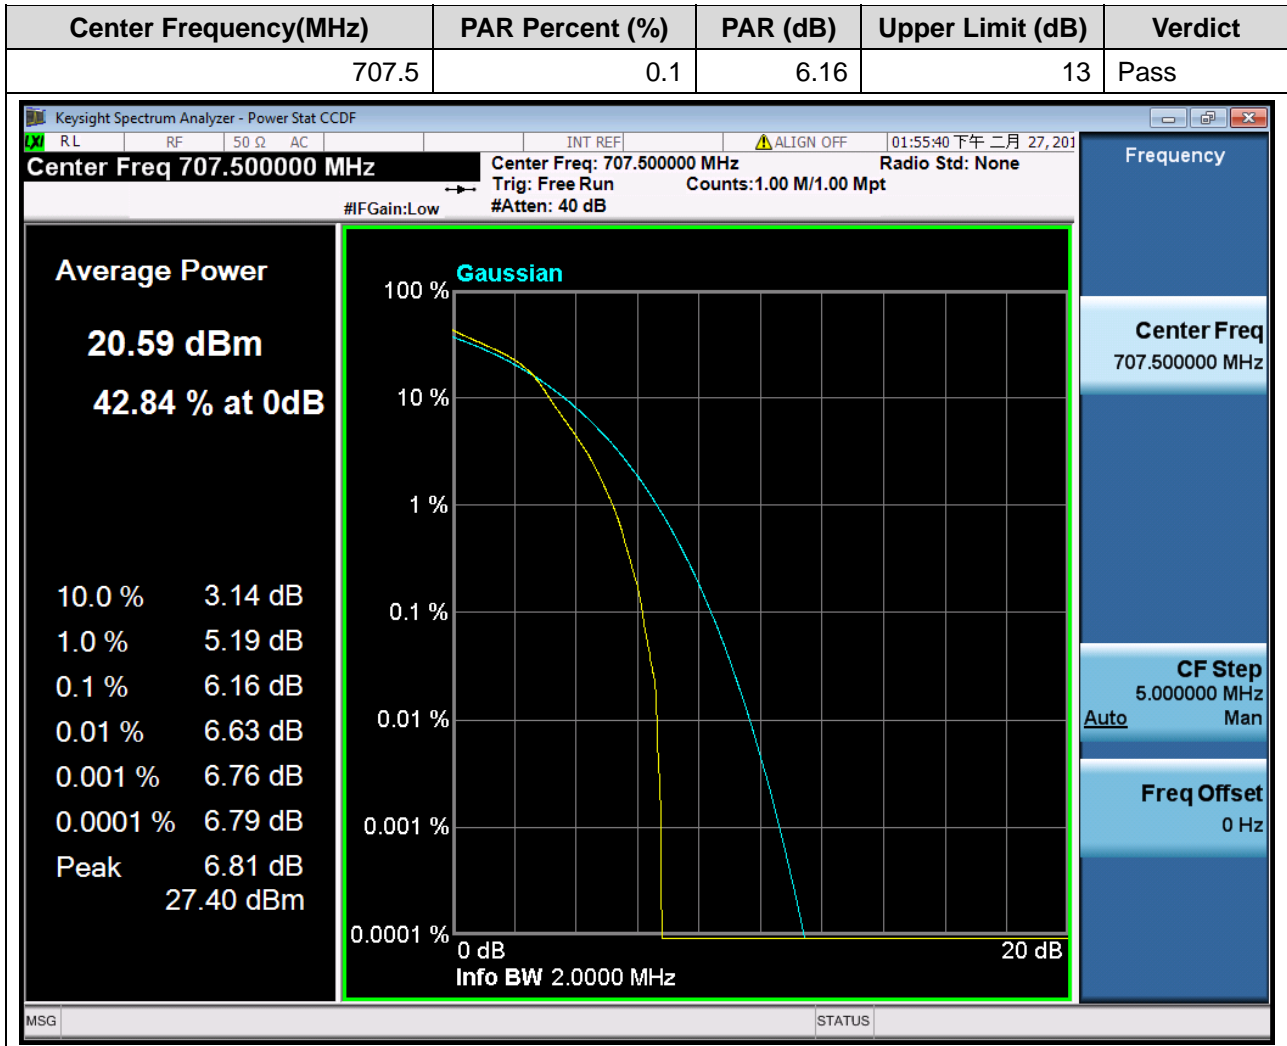 Center Frequency(MHz) PAR Percent (%) PAR (dB) Upper Limit (dB) Verdict
707.5 0.1 6.16 13 Pass
Keysight Spectrum Analyzer - Power Stat CCDF
LXI RL RF 50 Ω AC INT REF ALIGN OFF 01:55:40 下午 二月 27, 201
Center Freq 707.500000 MHz
Center Freq: 707.500000 MHz Radio Std: None
Trig: Free Run Counts:1.00 M/1.00 Mpt
#IFGain:Low #Atten: 40 dB
Average Power
20.59 dBm
42.84 % at 0dB
10.0 % 3.14 dB
1.0 % 5.19 dB
0.1 % 6.16 dB
0.01 % 6.63 dB
0.001 % 6.76 dB
0.0001 % 6.79 dB
Peak 6.81 dB
27.40 dBm
Gaussian
100 %
10 %
1 %
0.1 %
0.01 %
0.001 %
0.0001 %
0 dB 20 dB
Info BW 2.0000 MHz
Frequency
Center Freq
707.500000 MHz
CF Step
5.000000 MHz
Auto Man
Freq Offset
0 Hz
MSG STATUS